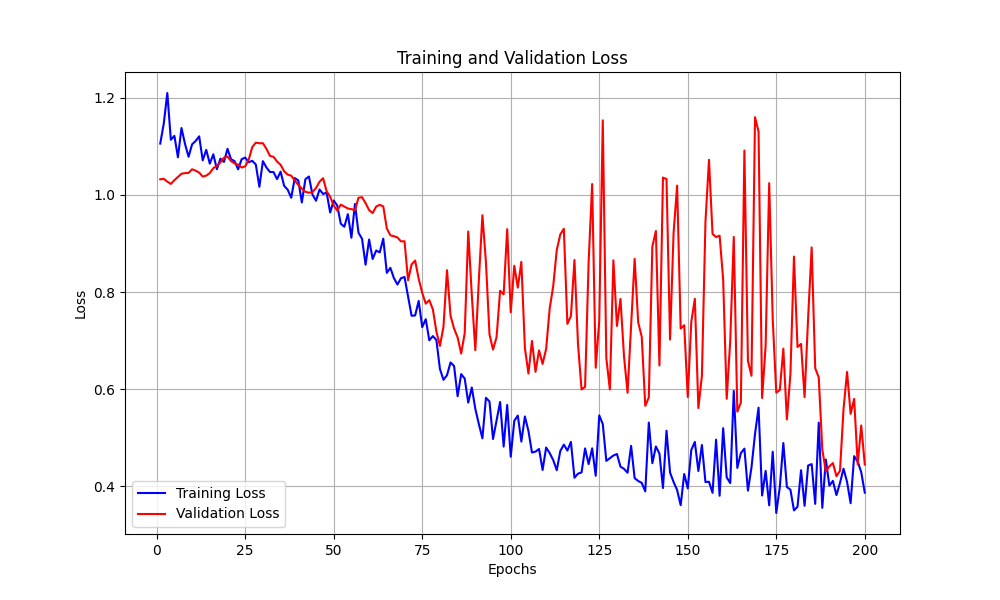 Training and Validation Loss
1.2
1.0
0.8
0.6
0.4
Loss
Training Loss
Validation Loss
0 25 50 75 100 125 150 175 200
Epochs